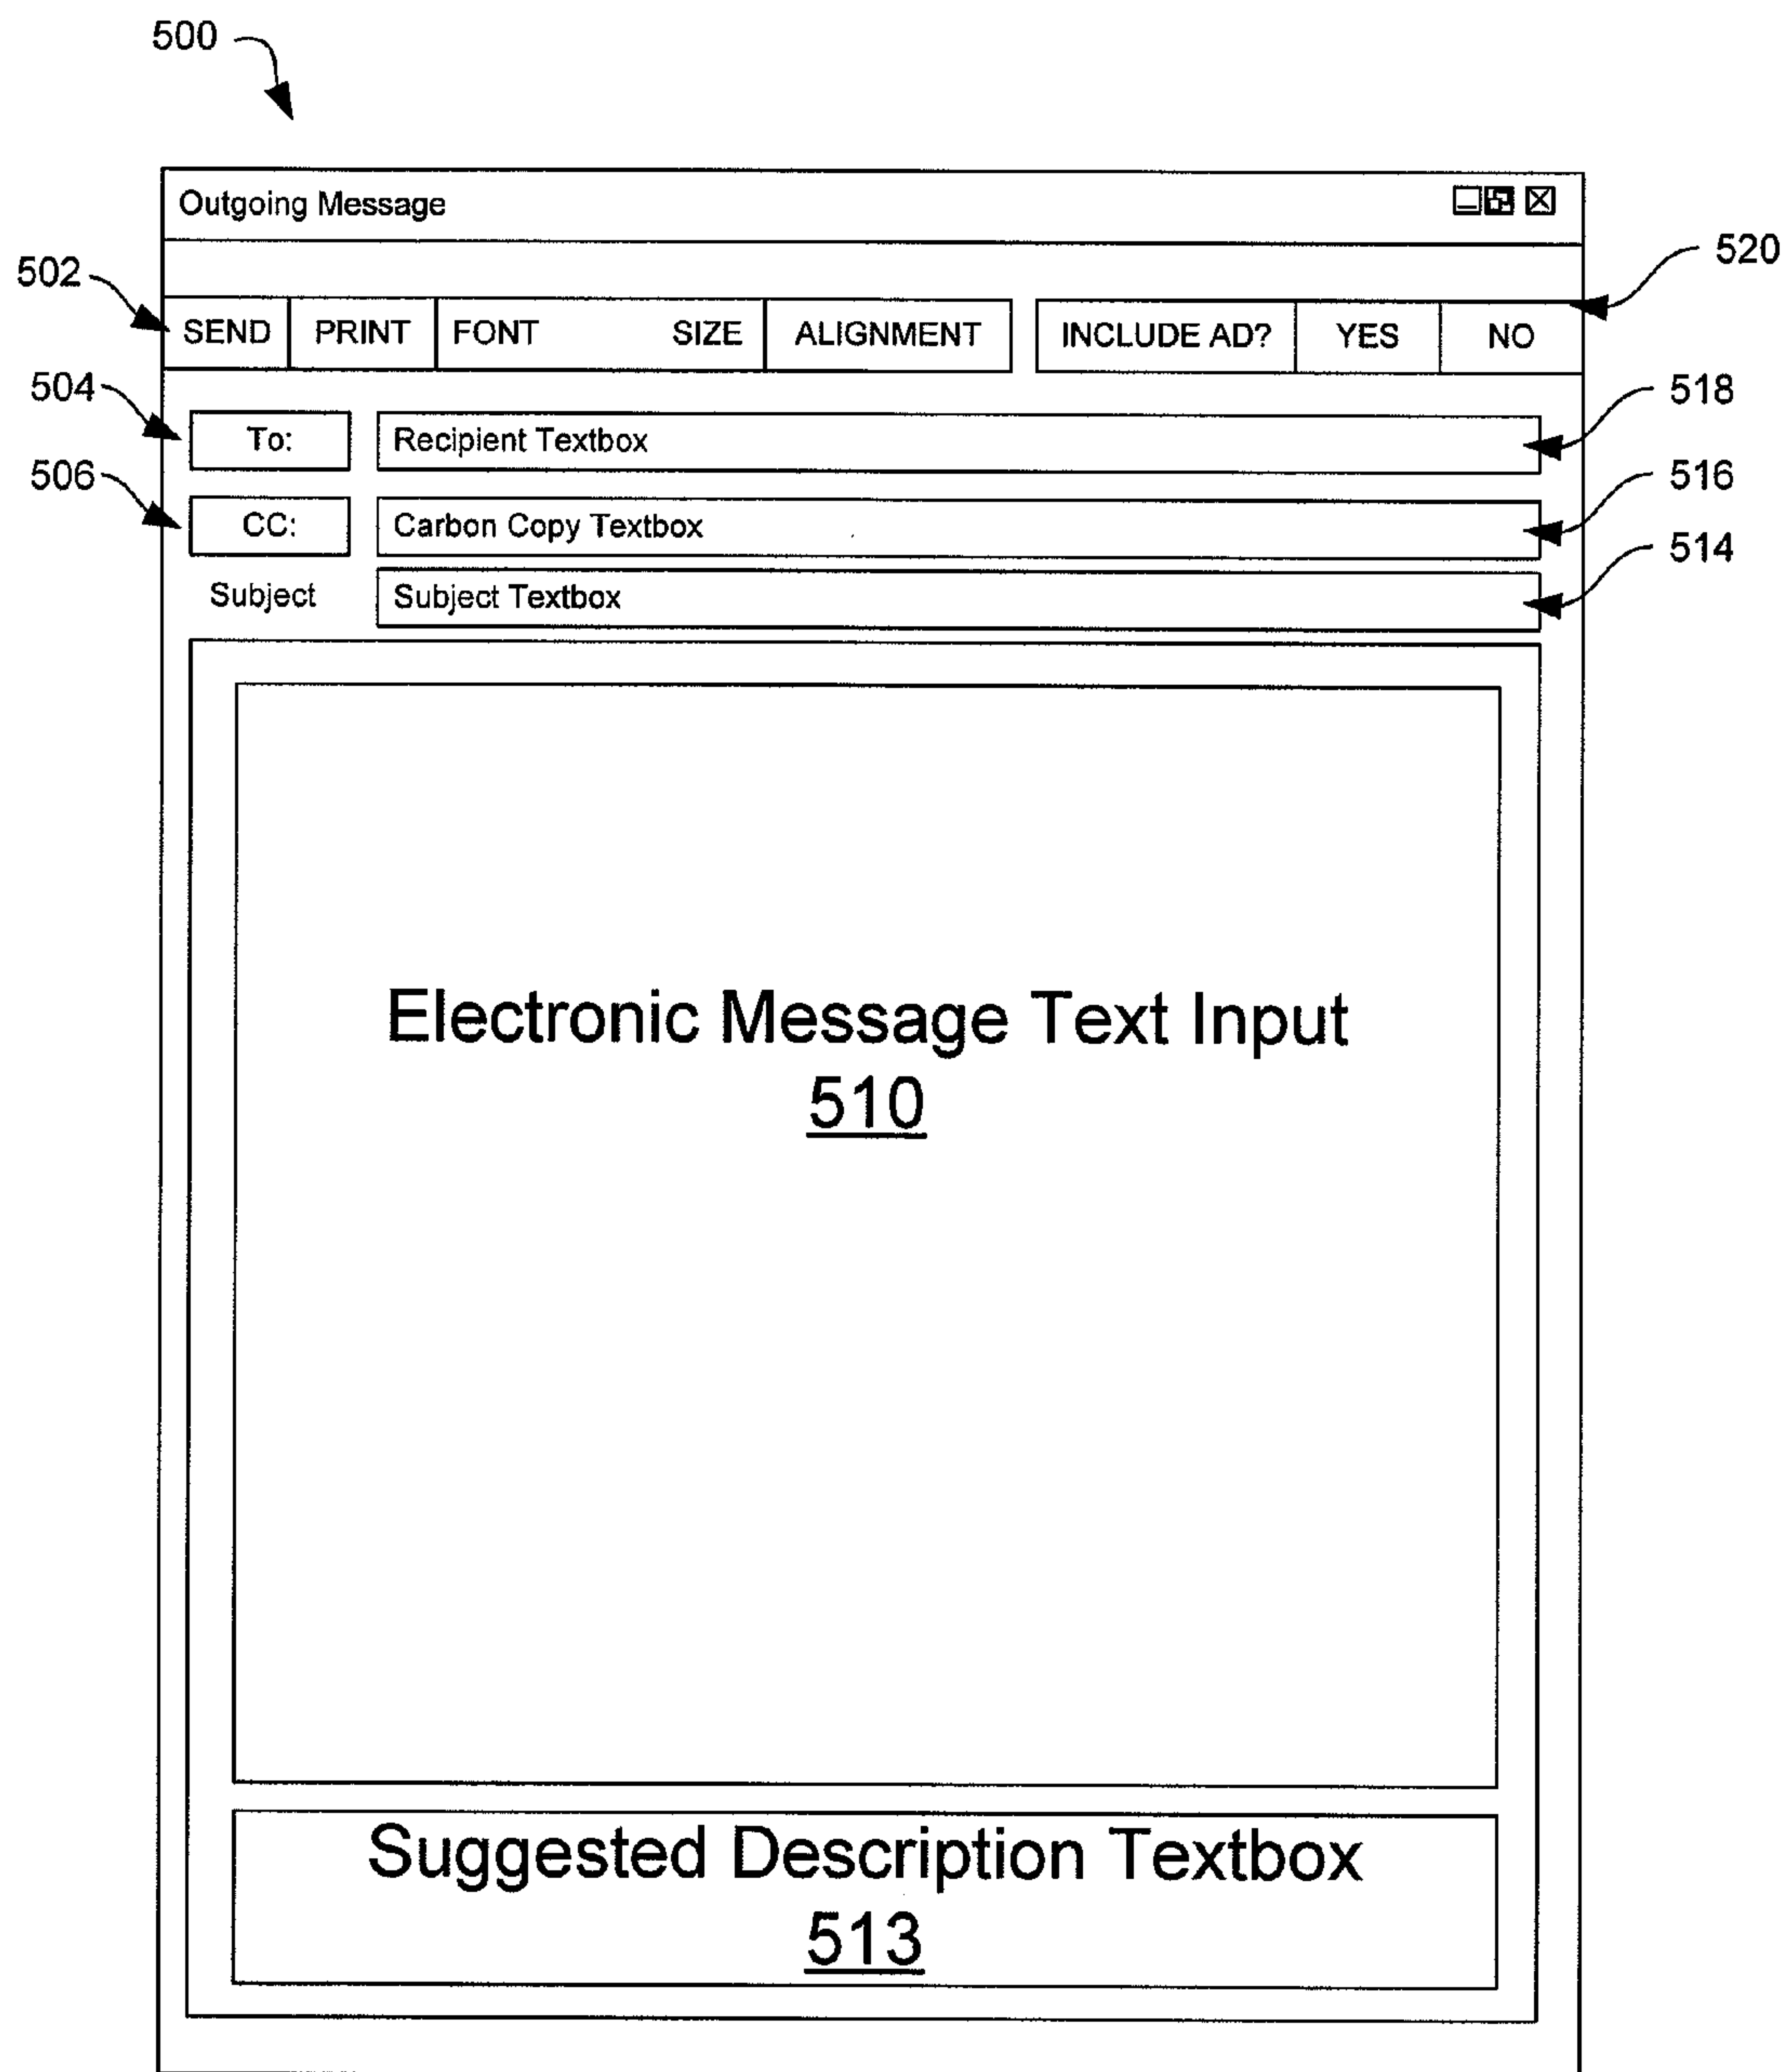 500
Outgoing Message
520
502
SEND PRINT FONT SIZE ALIGNMENT INCLUDE AD? YES NO
504
To: Recipient Textbox
518
506
CC: Carbon Copy Textbox
516
Subject Subject Textbox
514
Electronic Message Text Input
510
Suggested Description Textbox
513